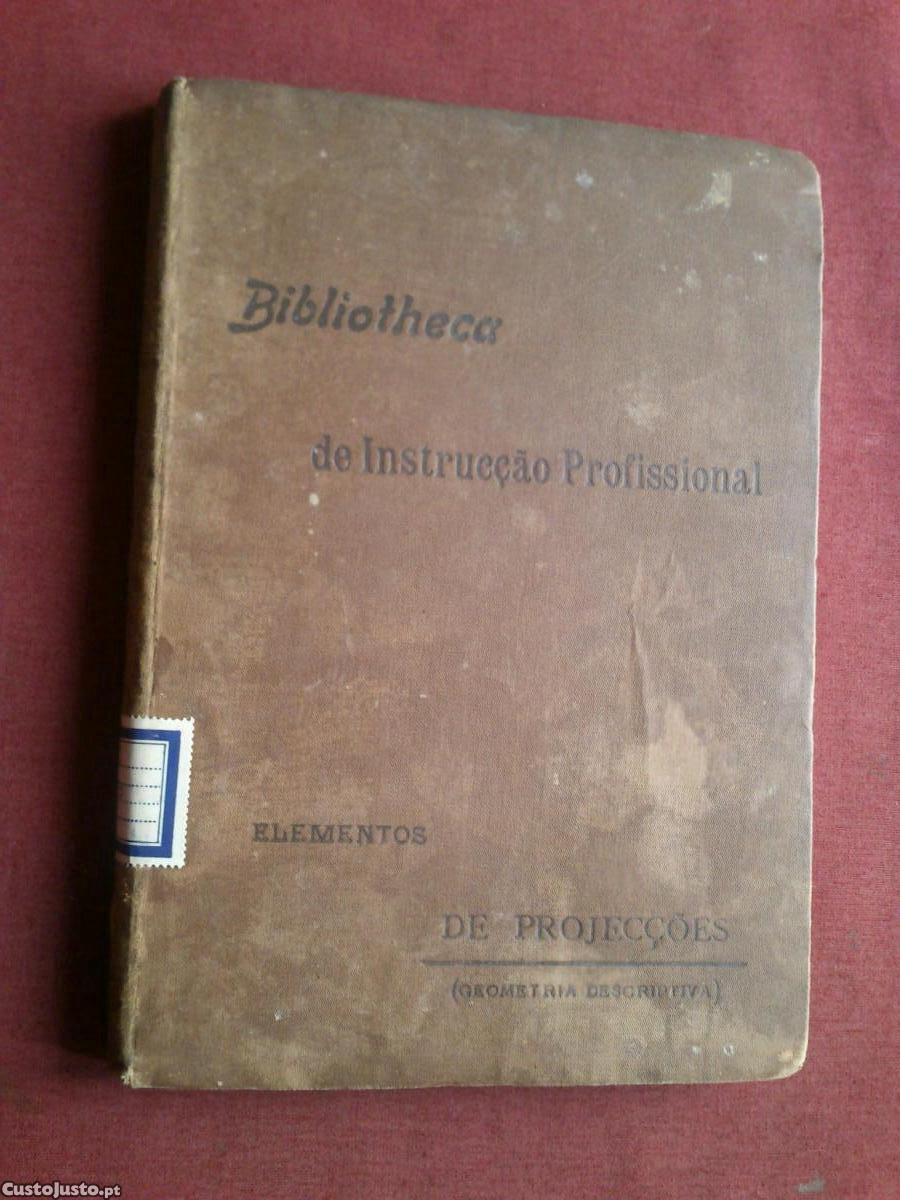 Bibliotheca
de Instrucção Profissional
ELEMENTOS
DE PROJECÇÕES
(GEOMETRIA DESCRIPTIVA)
CustoJusto.pt